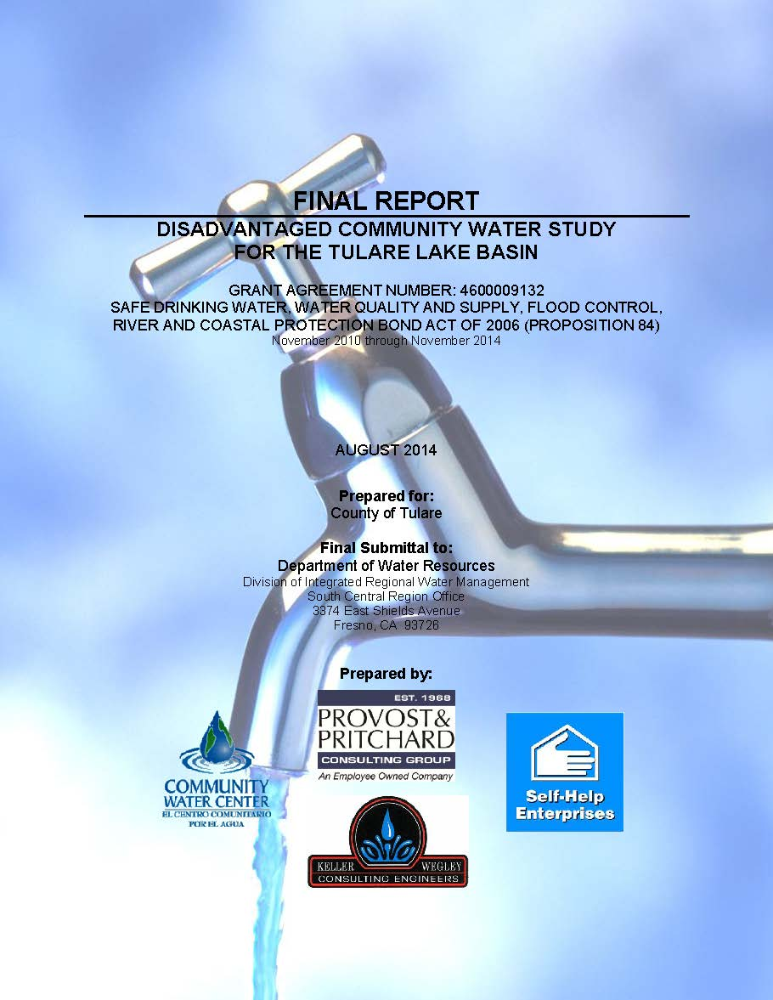 FINAL REPORT
DISADVANTAGED COMMUNITY WATER STUDY
FOR THE TULARE LAKE BASIN
GRANT AGREEMENT NUMBER: 4600009132
SAFE DRINKING WATER, WATER QUALITY AND SUPPLY, FLOOD CONTROL,
RIVER AND COASTAL PROTECTION BOND ACT OF 2006 (PROPOSITION 84)
November 2010 through November 2014
AUGUST 2014
Prepared for:
County of Tulare
Final Submittal to:
Department of Water Resources
Division of Integrated Regional Water Management
South Central Region Office
3374 East Shields Avenue
Fresno, CA 93726
Prepared by:
COMMUNITY
WATER CENTER
EL CENTRO COMUNITARIO
POR EL AGUA
EST. 1968
PROVOST&
PRITCHARD
CONSULTING GROUP
An Employee Owned Company
KELLER WEGLEY
CONSULTING ENGINEERS
Self-Help
Enterprises